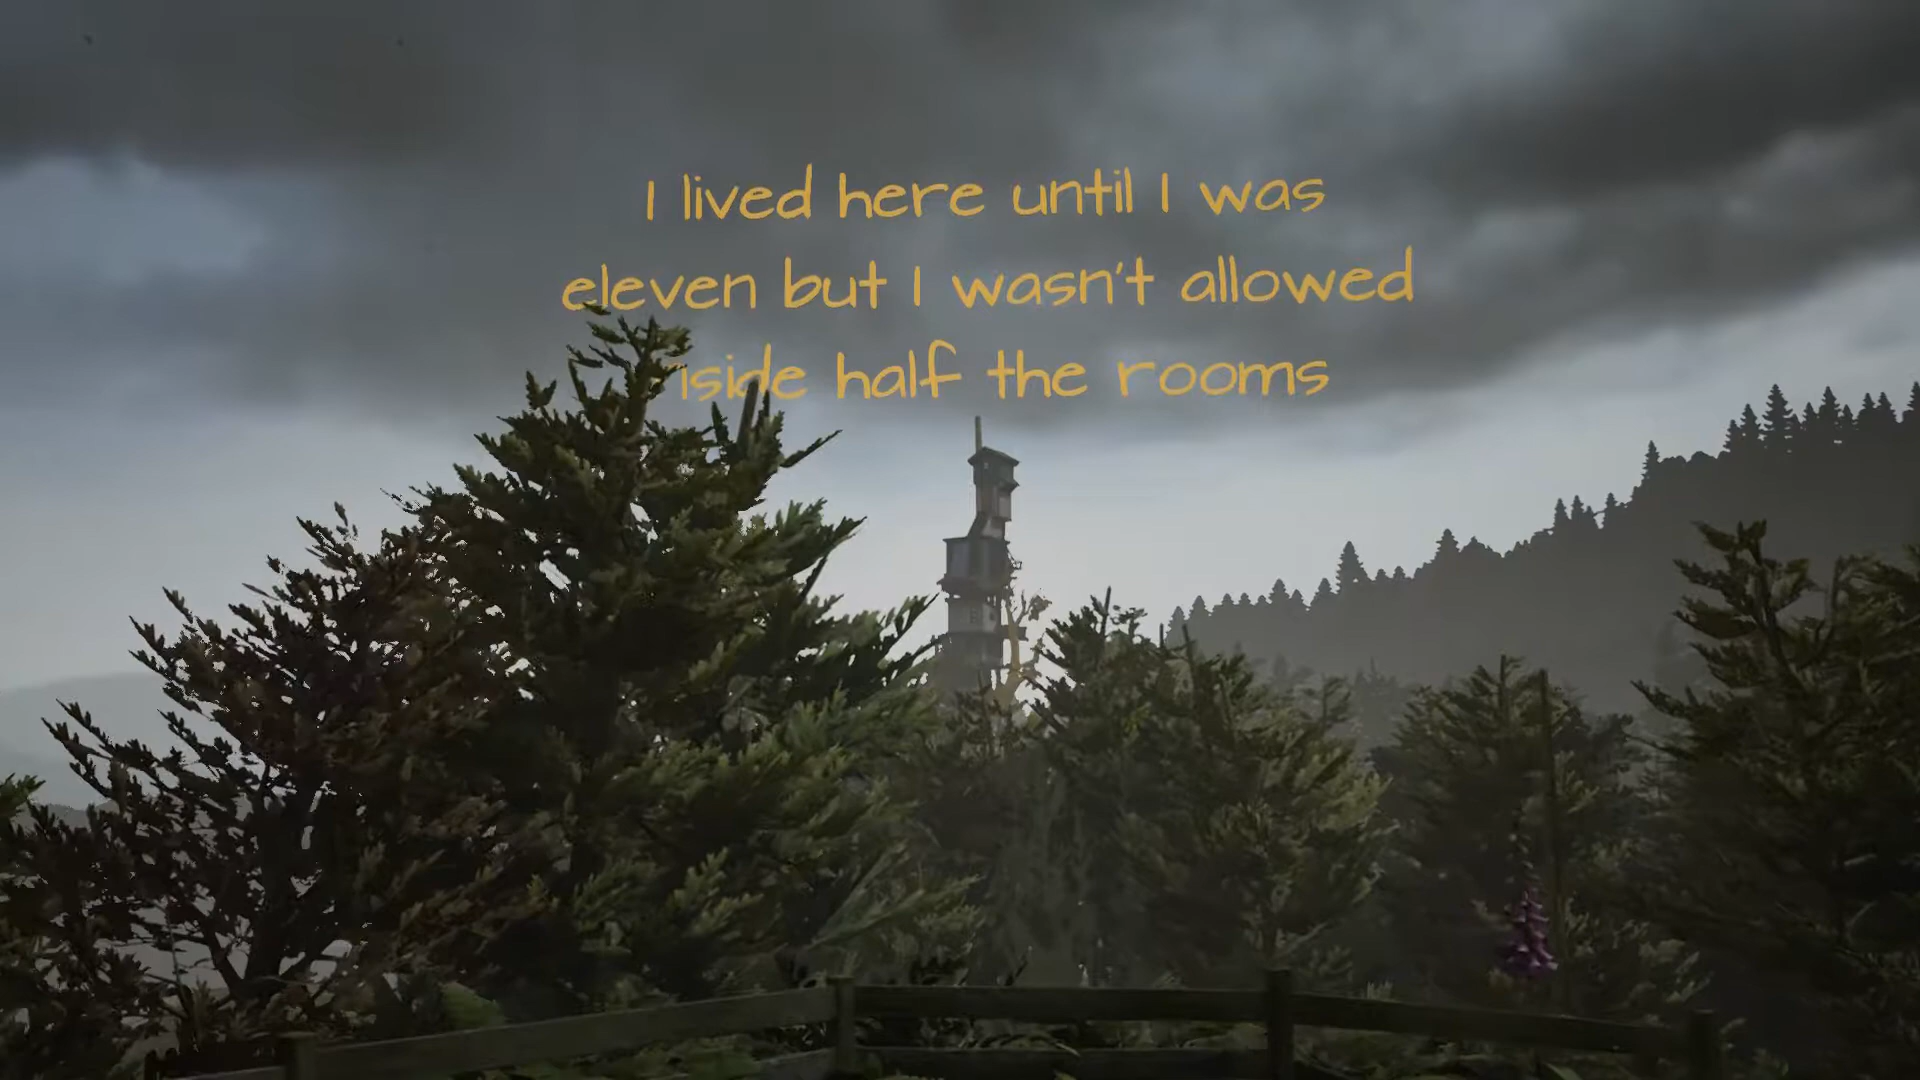 I lived here until I was
eleven but I wasn't allowed
inside half the rooms